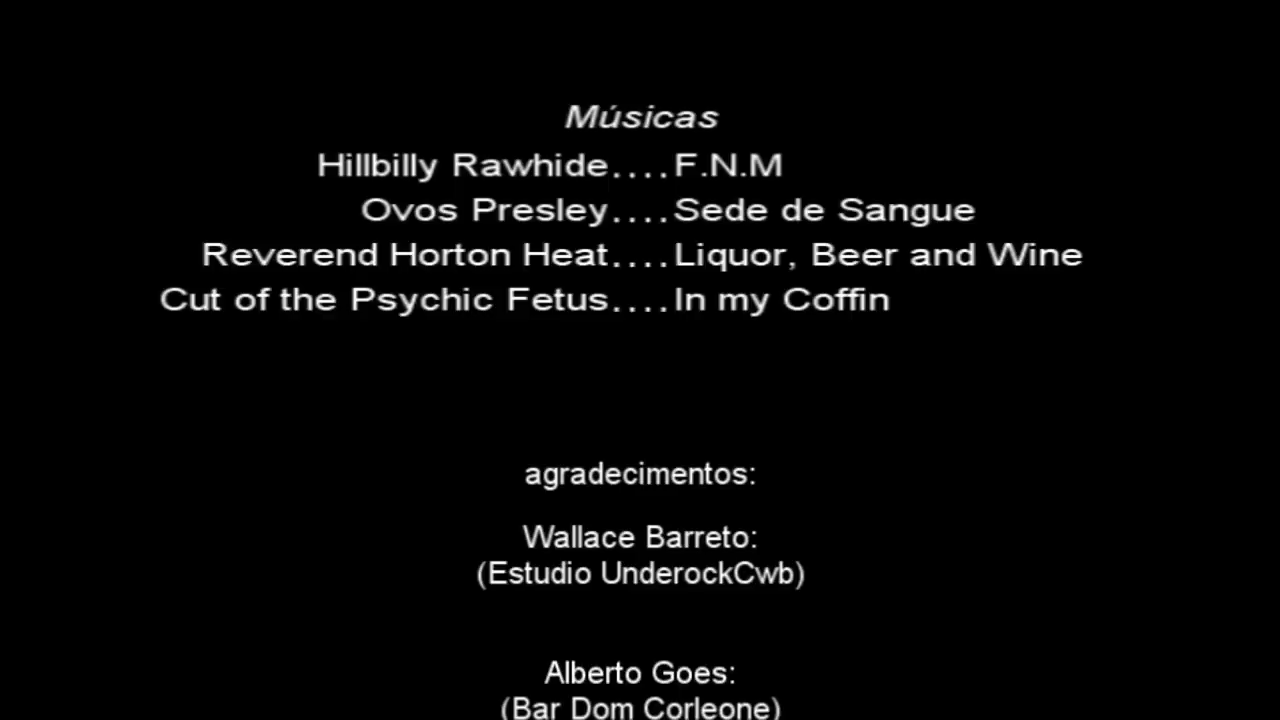 Músicas
Hillbilly Rawhide....F.N.M
Ovos Presley....Sede de Sangue
Reverend Horton Heat....Liquor, Beer and Wine
Cut of the Psychic Fetus....In my Coffin
agradecimentos:
Wallace Barreto:
(Estudio UnderockCwb)
Alberto Goes:
(Bar Dom Corleone)